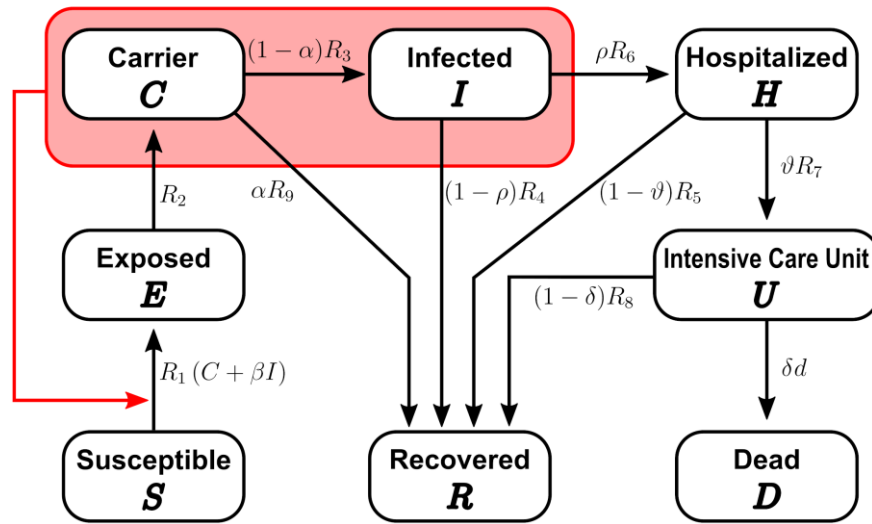 Carrier
C
(1 − α)R₃
Infected
I
ρR₆
Hospitalized
H
R₂
αR₉
(1 − ρ)R₄
(1 − ϑ)R₅
ϑR₇
Exposed
E
Intensive Care Unit
U
(1 − δ)R₈
R₁ (C + βI)
δd
Susceptible
S
Recovered
R
Dead
D